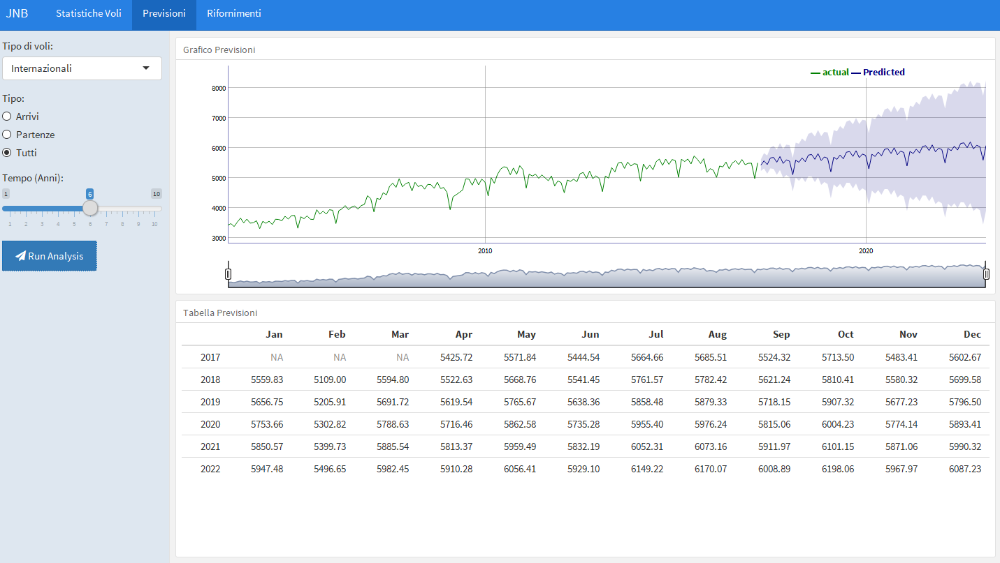 JNB Statistiche Voli Previsioni Rifornimenti
Tipo di voli:
Internazionali
Tipo:
Arrivi
Partenze
Tutti
Tempo (Anni):
1 6 10
1 2 3 4 5 6 7 8 9 10
Run Analysis
Grafico Previsioni
actual Predicted
8000
7000
6000
5000
4000
3000
2010 2020
Tabella Previsioni
Jan Feb Mar Apr May Jun Jul Aug Sep Oct Nov Dec
2017 NA NA NA 5425.72 5571.84 5444.54 5664.66 5685.51 5524.32 5713.50 5483.41 5602.67
2018 5559.83 5109.00 5594.80 5522.63 5668.76 5541.45 5761.57 5782.42 5621.24 5810.41 5580.32 5699.58
2019 5656.75 5205.91 5691.72 5619.54 5765.67 5638.36 5858.48 5879.33 5718.15 5907.32 5677.23 5796.50
2020 5753.66 5302.82 5788.63 5716.46 5862.58 5735.28 5955.40 5976.24 5815.06 6004.23 5774.14 5893.41
2021 5850.57 5399.73 5885.54 5813.37 5959.49 5832.19 6052.31 6073.16 5911.97 6101.15 5871.06 5990.32
2022 5947.48 5496.65 5982.45 5910.28 6056.41 5929.10 6149.22 6170.07 6008.89 6198.06 5967.97 6087.23